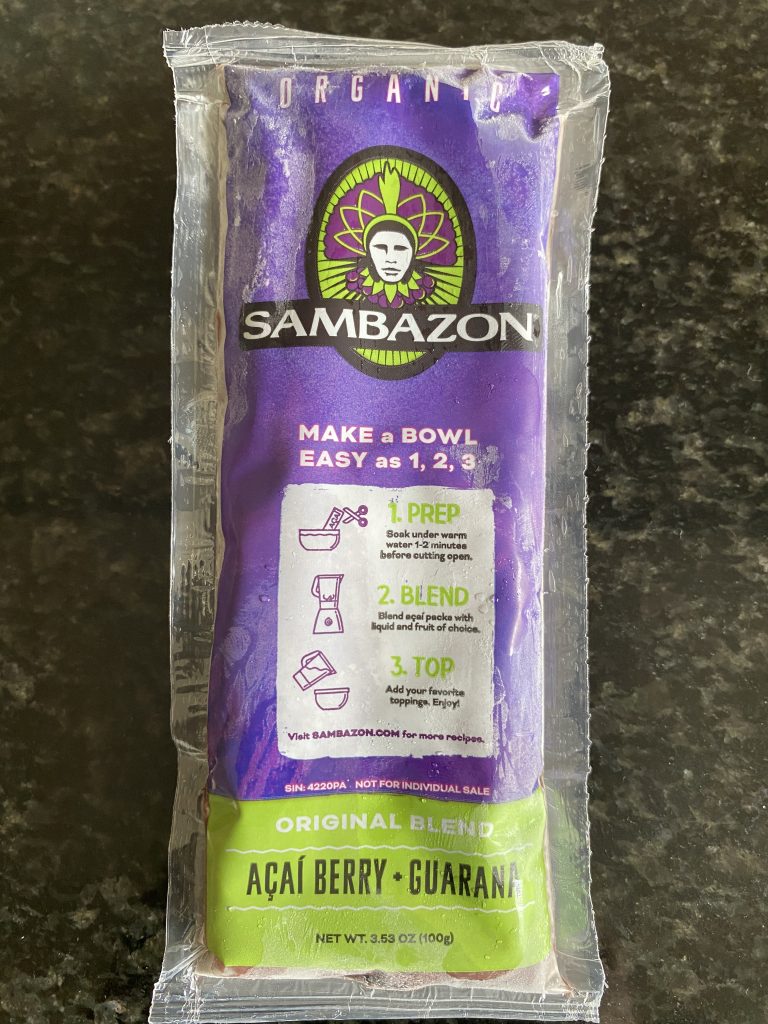 ORGANIC
SAMBAZON®
MAKE a BOWL
EASY as 1, 2, 3
AÇAÍ
1. PREP
Soak under warm
water 1-2 minutes
before cutting open.
2. BLEND
Blend açaí packs with
liquid and fruit of choice.
3. TOP
Add your favorite
toppings. Enjoy!
Visit SAMBAZON.COM for more recipes.
SIN: 4220PA NOT FOR INDIVIDUAL SALE
ORIGINAL BLEND
AÇAÍ BERRY + GUARANA
NET WT. 3.53 OZ (100g)